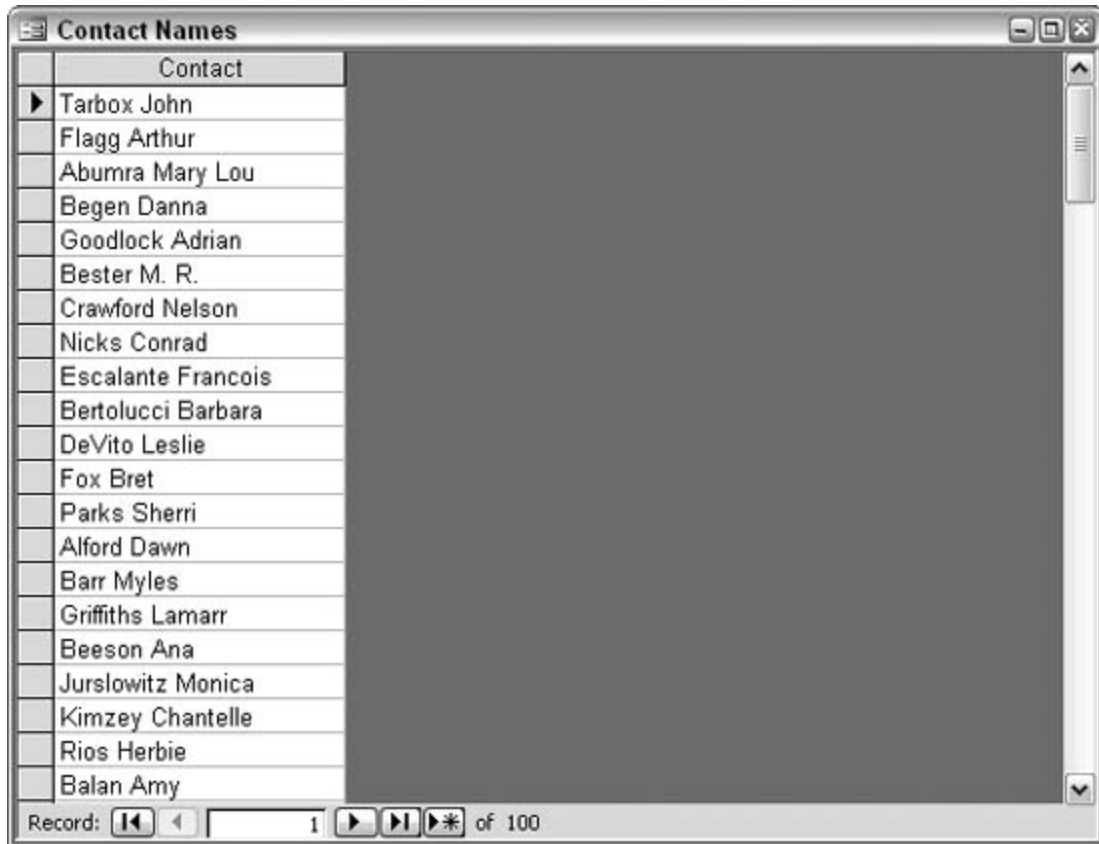 Contact Names
Contact
Tarbox John
Flagg Arthur
Abumra Mary Lou
Begen Danna
Goodlock Adrian
Bester M. R.
Crawford Nelson
Nicks Conrad
Escalante Francois
Bertolucci Barbara
DeVito Leslie
Fox Bret
Parks Sherri
Alford Dawn
Barr Myles
Griffiths Lamarr
Beeson Ana
Jurslowitz Monica
Kimzey Chantelle
Rios Herbie
Balan Amy
Record: 1 of 100